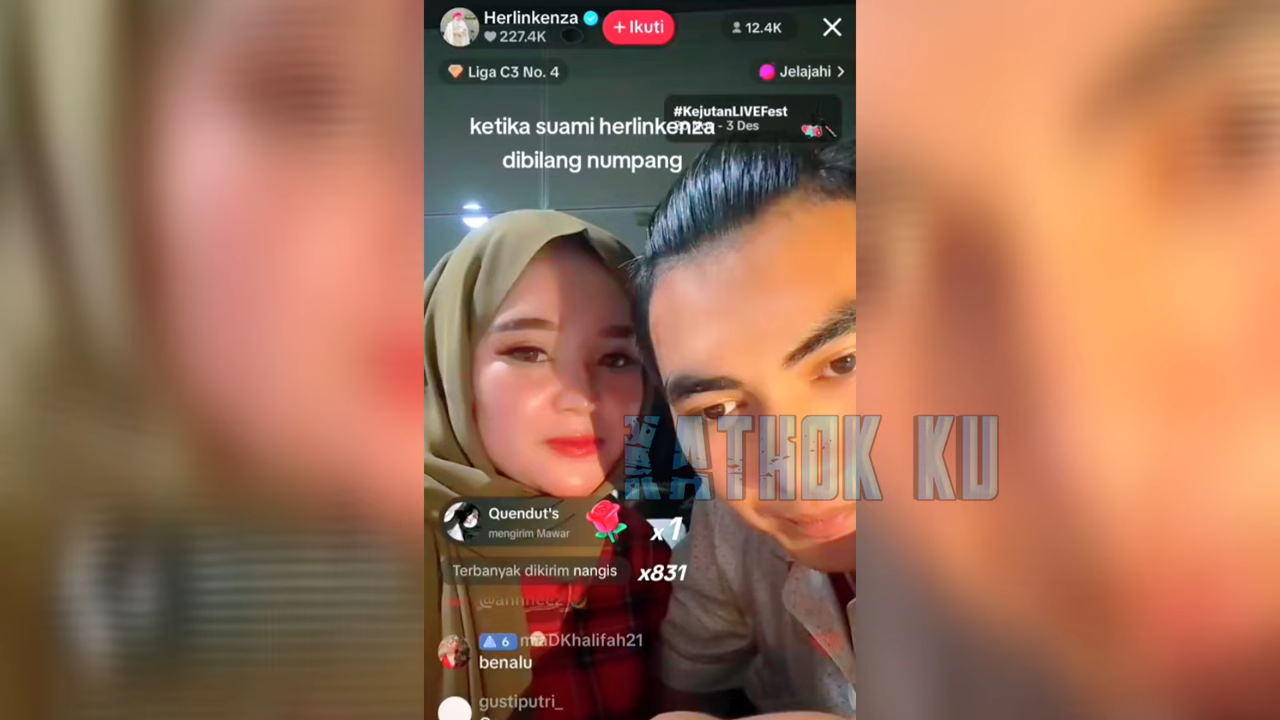 Herlinkenza
227.4K
+ Ikuti
12.4K
Liga C3 No. 4
Jelajahi >
#KejutanLIVEFest
- 3 Des
ketika suami herlinkenza
dibilang numpang
KATHOK KU
Quendut's
mengirim Mawar
x1
Terbanyak dikirim nangis
x831
6
benalu
gustiputri_